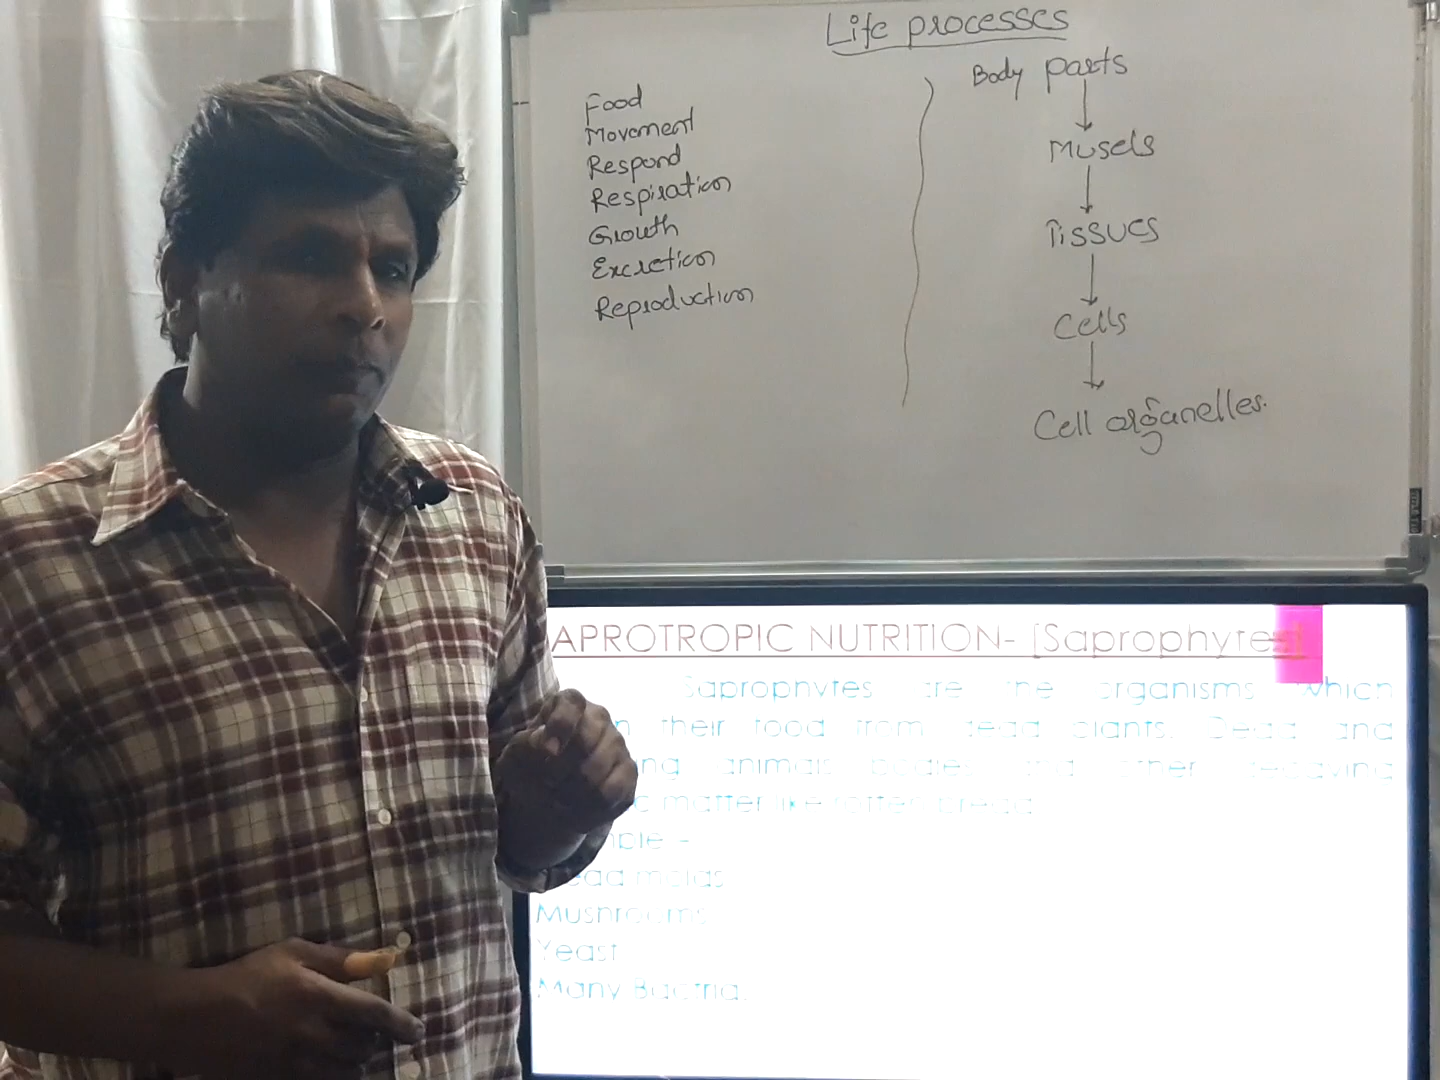 Life processes
Food
Movement
Respond
Respiration
Growth
Excretion
Reproduction
Body parts
Musels
Tissues
Cells
Cell organelles.
APROTROPIC NUTRITION- [Saprophytes]
Saprophytes are the organisms which
their food from dead plants. Dead and
animals bodies and other decaying
matter like rotten bread
Mushrooms
Yeast
Many Bactria.